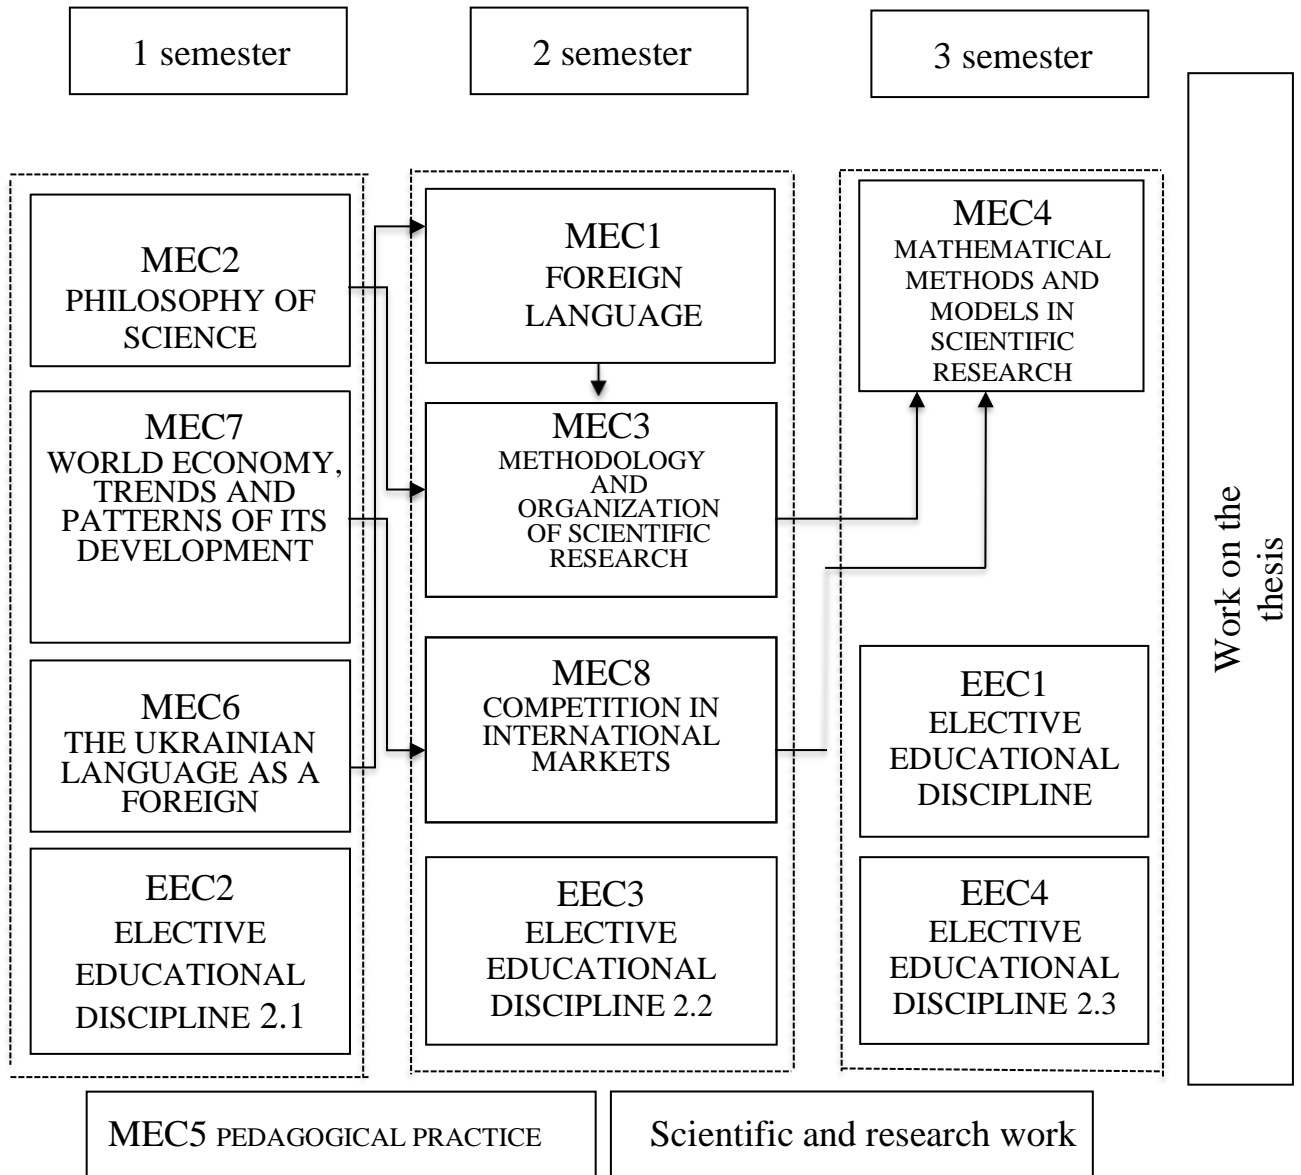 1 semester
2 semester
3 semester
MEC2
PHILOSOPHY OF
SCIENCE
MEC7
WORLD ECONOMY,
TRENDS AND
PATTERNS OF ITS
DEVELOPMENT
MEC6
THE UKRAINIAN
LANGUAGE AS A
FOREIGN
EEC2
ELECTIVE
EDUCATIONAL
DISCIPLINE 2.1
MEC1
FOREIGN
LANGUAGE
MEC3
METHODOLOGY
AND
ORGANIZATION
OF SCIENTIFIC
RESEARCH
MEC8
COMPETITION IN
INTERNATIONAL
MARKETS
EEC3
ELECTIVE
EDUCATIONAL
DISCIPLINE 2.2
MEC4
MATHEMATICAL
METHODS AND
MODELS IN
SCIENTIFIC
RESEARCH
EEC1
ELECTIVE
EDUCATIONAL
DISCIPLINE
EEC4
ELECTIVE
EDUCATIONAL
DISCIPLINE 2.3
Work on the
thesis
MEC5 PEDAGOGICAL PRACTICE
Scientific and research work